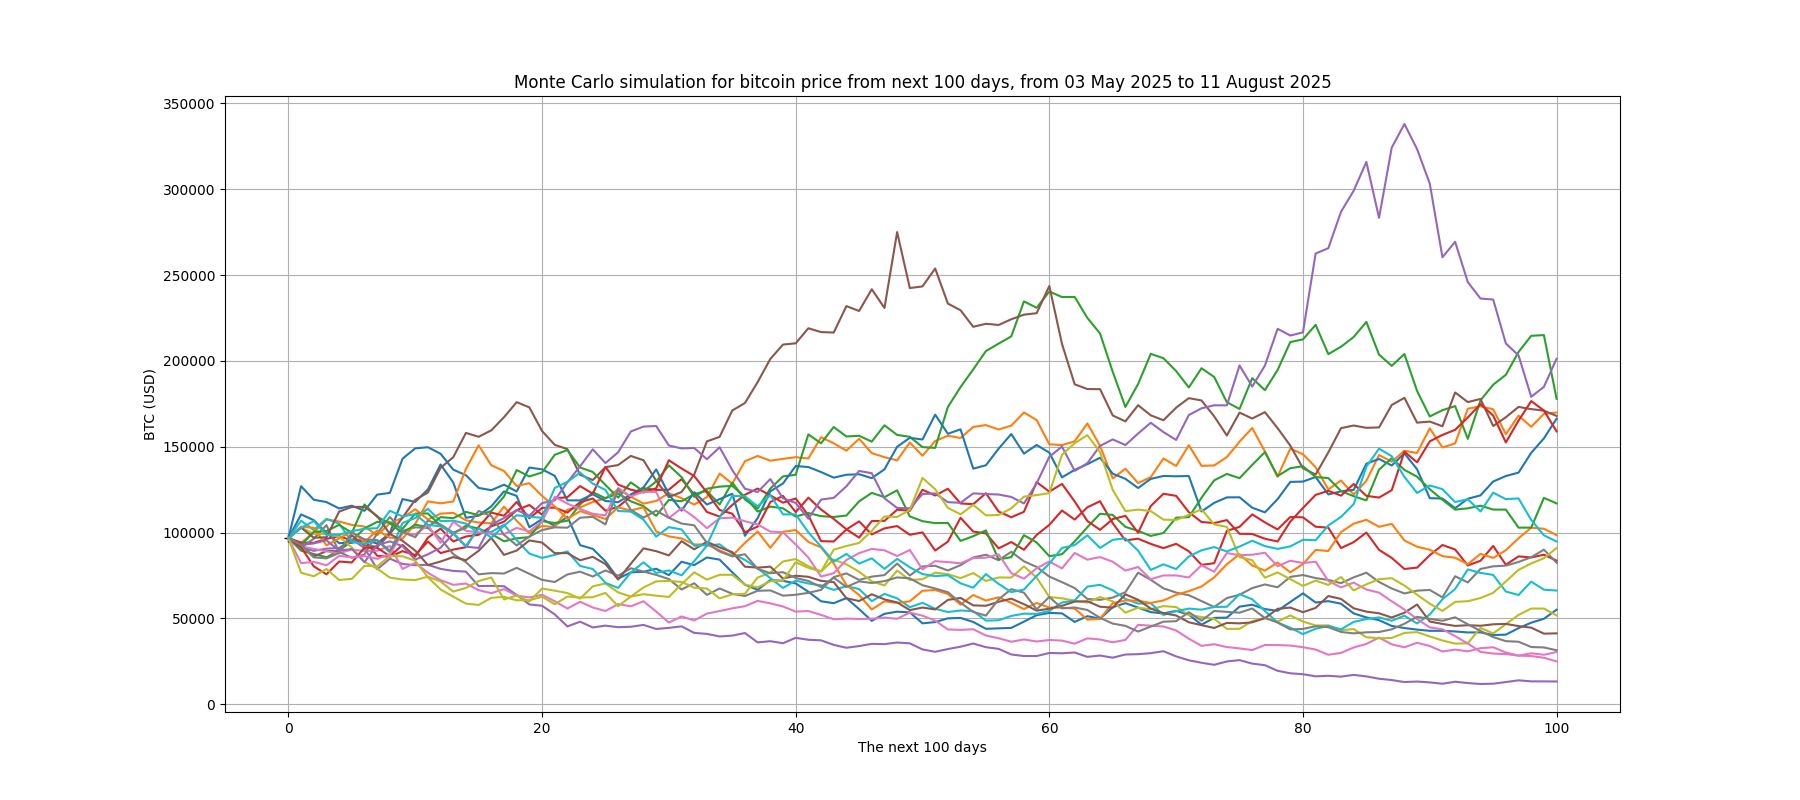 Monte Carlo simulation for bitcoin price from next 100 days, from 03 May 2025 to 11 August 2025
350000
300000
250000
200000
150000
100000
50000
0
BTC (USD)
0 20 40 60 80 100
The next 100 days